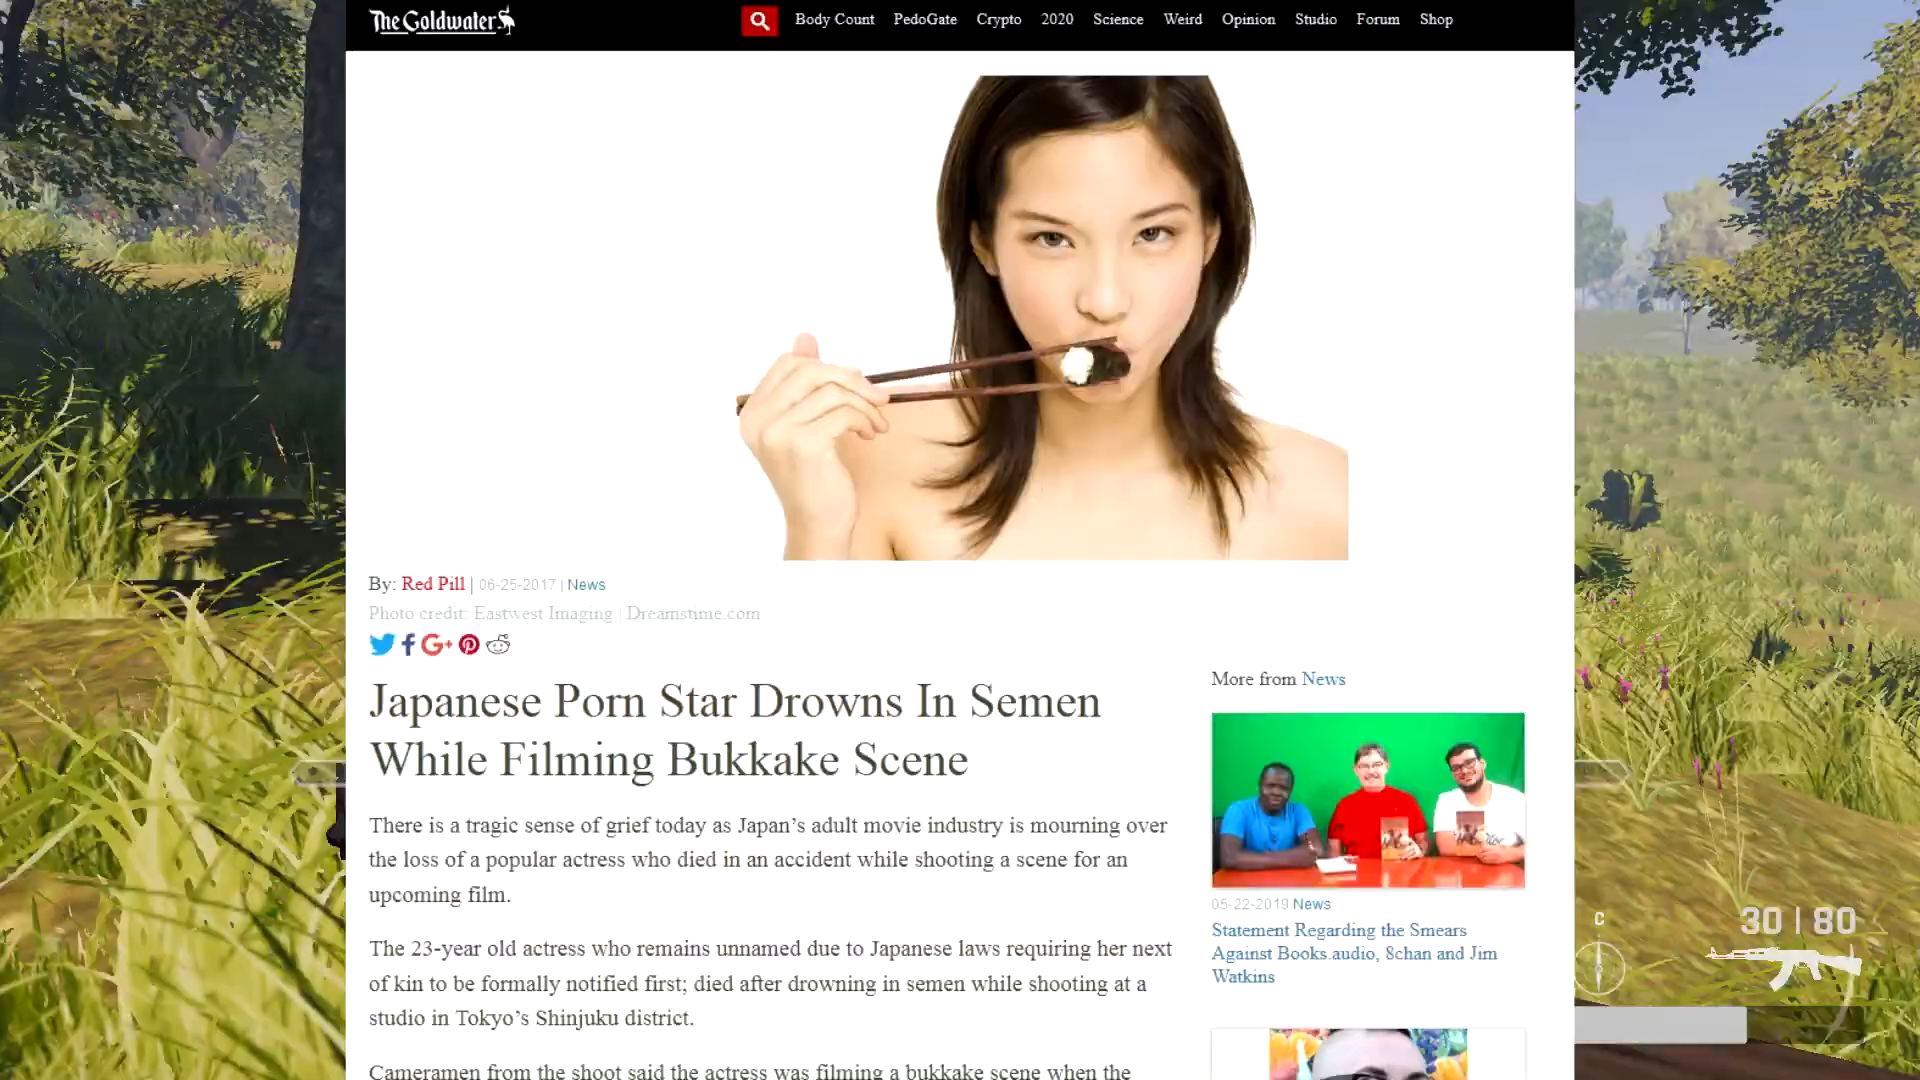 The Goldwater
Body Count PedoGate Crypto 2020 Science Weird Opinion Studio Forum Shop
By: Red Pill | 06-25-2017 | News
Photo credit: Eastwest Imaging | Dreamstime.com
Japanese Porn Star Drowns In Semen
While Filming Bukkake Scene
There is a tragic sense of grief today as Japan's adult movie industry is mourning over
the loss of a popular actress who died in an accident while shooting a scene for an
upcoming film.
The 23-year old actress who remains unnamed due to Japanese laws requiring her next
of kin to be formally notified first; died after drowning in semen while shooting at a
studio in Tokyo's Shinjuku district.
Cameramen from the shoot said the actress was filming a bukkake scene when the
More from News
05-22-2019 News
Statement Regarding the Smears
Against Books.audio, 8chan and Jim
Watkins
C
30 | 80